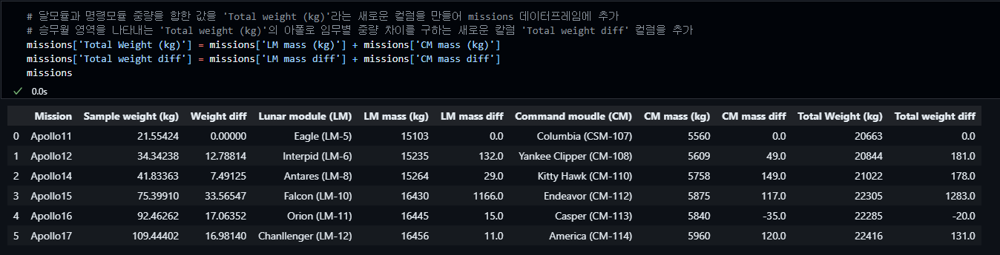 # 달모듈과 명령모듈 중량을 합한 값을 'Total weight (kg)'라는 새로운 컬럼을 만들어 missions 데이터프레임에 추가
# 승무월 영역을 나타내는 'Total weight (kg)'의 아폴로 임무별 중량 차이를 구하는 새로운 칼럼 'Total weight diff' 컬럼을 추가
missions['Total Weight (kg)'] = missions['LM mass (kg)'] + missions['CM mass (kg)']
missions['Total weight diff'] = missions['LM mass diff'] + missions['CM mass diff']
missions
0.0s
Mission Sample weight (kg) Weight diff Lunar module (LM) LM mass (kg) LM mass diff Command moudle (CM) CM mass (kg) CM mass diff Total Weight (kg) Total weight diff
0 Apollo11 21.55424 0.00000 Eagle (LM-5) 15103 0.0 Columbia (CSM-107) 5560 0.0 20663 0.0
1 Apollo12 34.34238 12.78814 Interpid (LM-6) 15235 132.0 Yankee Clipper (CM-108) 5609 49.0 20844 181.0
2 Apollo14 41.83363 7.49125 Antares (LM-8) 15264 29.0 Kitty Hawk (CM-110) 5758 149.0 21022 178.0
3 Apollo15 75.39910 33.56547 Falcon (LM-10) 16430 1166.0 Endeavor (CM-112) 5875 117.0 22305 1283.0
4 Apollo16 92.46262 17.06352 Orion (LM-11) 16445 15.0 Casper (CM-113) 5840 -35.0 22285 -20.0
5 Apollo17 109.44402 16.98140 Chanllenger (LM-12) 16456 11.0 America (CM-114) 5960 120.0 22416 131.0